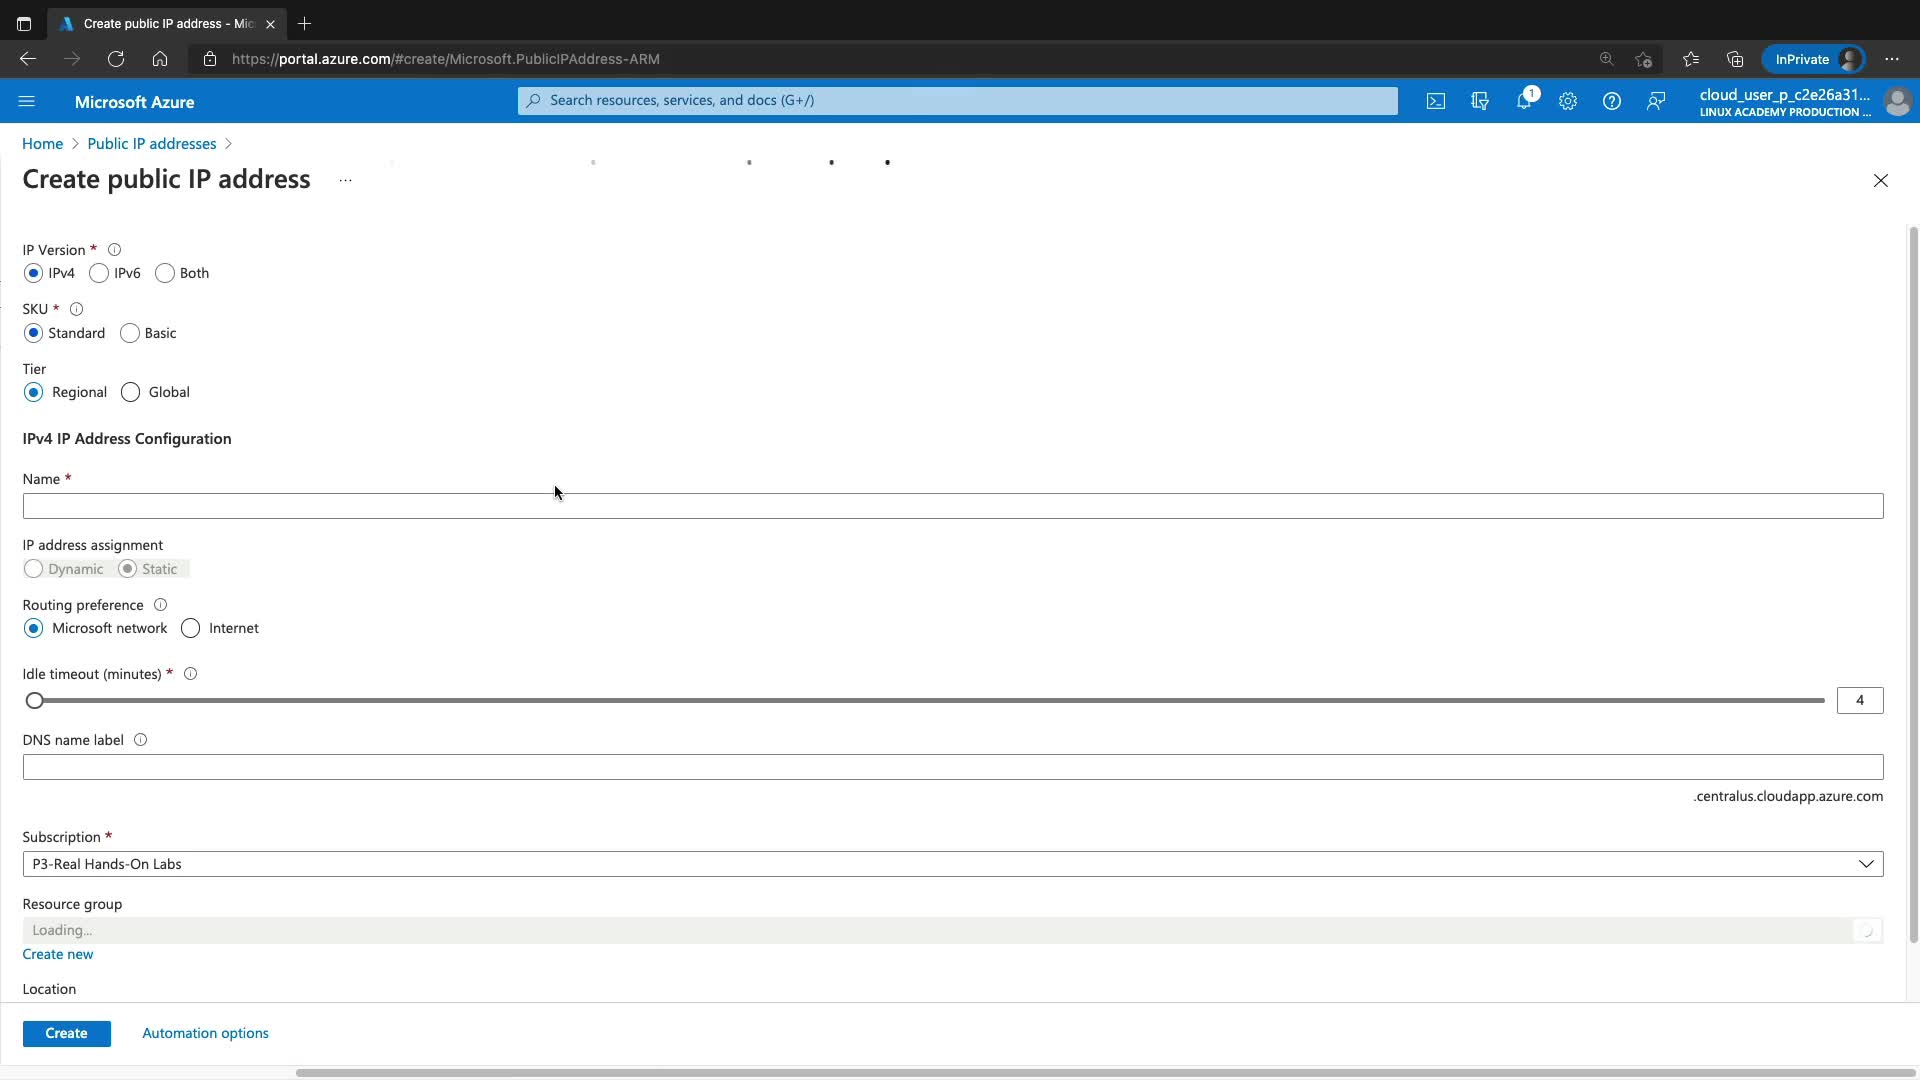 Create public IP address - Mic
https://portal.azure.com/#create/Microsoft.PublicIPAddress-ARM
InPrivate
Microsoft Azure
Search resources, services, and docs (G+/)
1
cloud_user_p_c2e26a31...
LINUX ACADEMY PRODUCTION ...
Home > Public IP addresses >
Create public IP address ...
IP Version *
IPv4 IPv6 Both
SKU *
Standard Basic
Tier
Regional Global
IPv4 IP Address Configuration
Name *
IP address assignment
Dynamic Static
Routing preference
Microsoft network Internet
Idle timeout (minutes) *
4
DNS name label
.centralus.cloudapp.azure.com
Subscription *
P3-Real Hands-On Labs
Resource group
Loading...
Create new
Location
Create Automation options